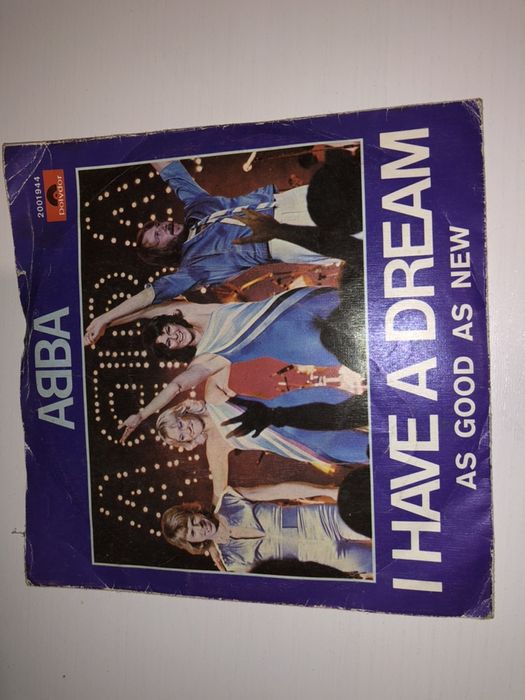 ABBA
2001944
polydor
I HAVE A DREAM
AS GOOD AS NEW